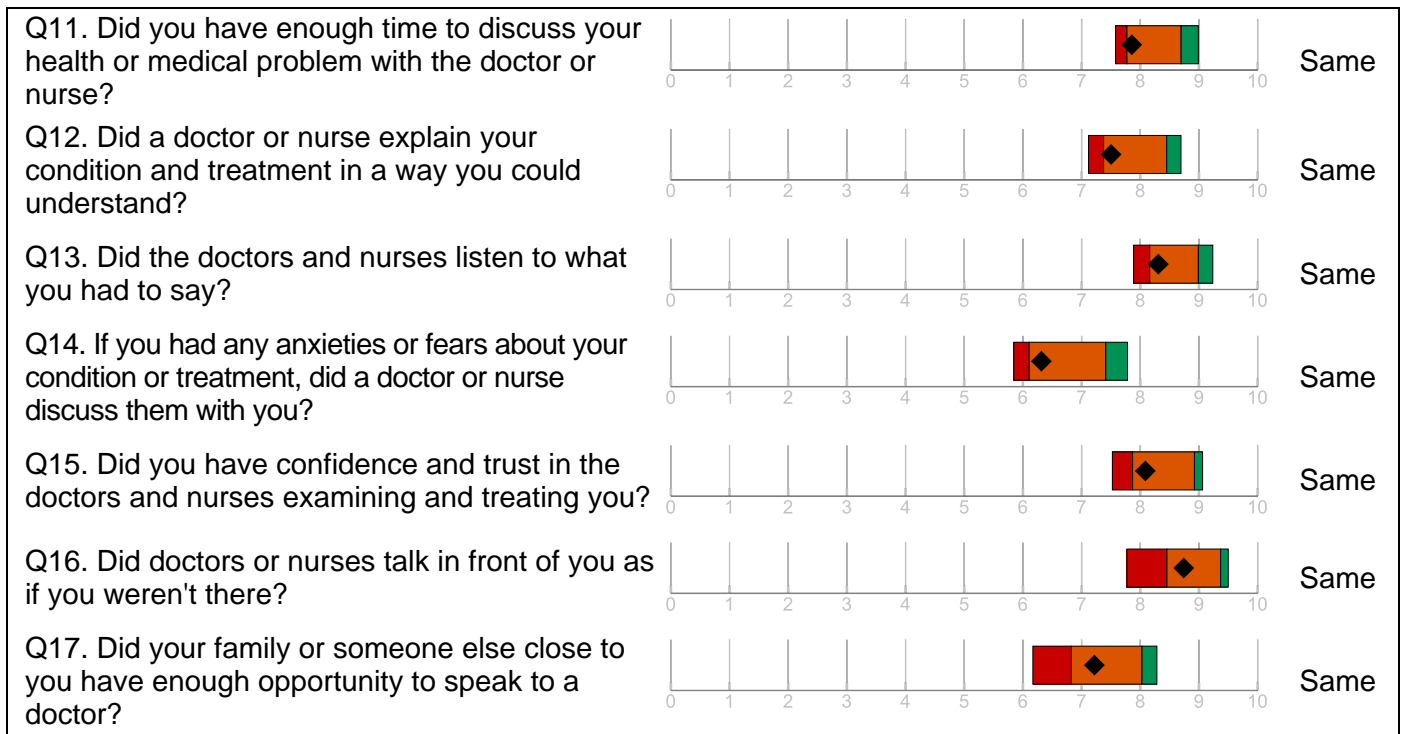 Q11. Did you have enough time to discuss your
health or medical problem with the doctor or
nurse?
0 1 2 3 4 5 6 7 8 9 10
Same
Q12. Did a doctor or nurse explain your
condition and treatment in a way you could
understand?
0 1 2 3 4 5 6 7 8 9 10
Same
Q13. Did the doctors and nurses listen to what
you had to say?
0 1 2 3 4 5 6 7 8 9 10
Same
Q14. If you had any anxieties or fears about your
condition or treatment, did a doctor or nurse
discuss them with you?
0 1 2 3 4 5 6 7 8 9 10
Same
Q15. Did you have confidence and trust in the
doctors and nurses examining and treating you?
0 1 2 3 4 5 6 7 8 9 10
Same
Q16. Did doctors or nurses talk in front of you as
if you weren't there?
0 1 2 3 4 5 6 7 8 9 10
Same
Q17. Did your family or someone else close to
you have enough opportunity to speak to a
doctor?
0 1 2 3 4 5 6 7 8 9 10
Same